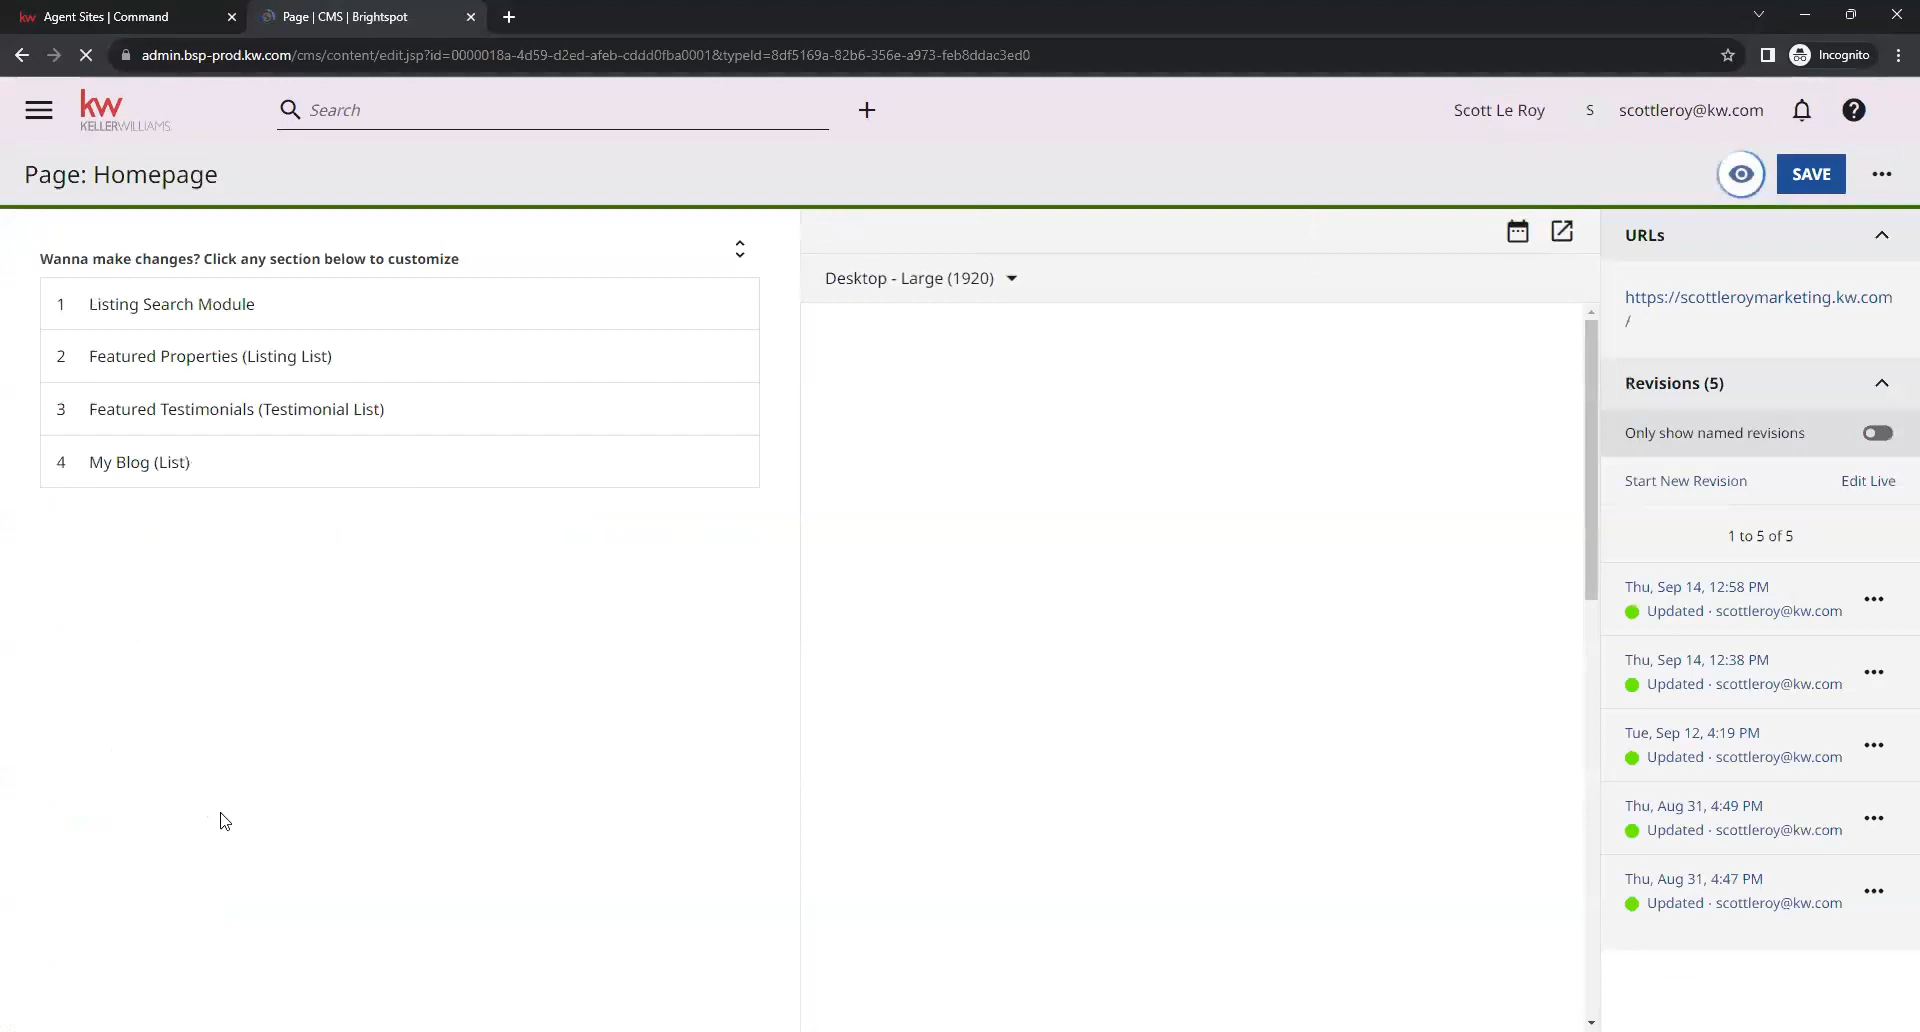 kw Agent Sites | Command
Page | CMS | Brightspot
admin.bsp-prod.kw.com/cms/content/edit.jsp?id=0000018a-4d59-d2ed-afeb-cddd0fba0001&typeId=8df5169a-82b6-356e-a973-feb8ddac3ed0
Incognito
kw
KELLERWILLIAMS.
Search
Scott Le Roy
S
scottleroy@kw.com
Page: Homepage
SAVE
Wanna make changes? Click any section below to customize
1 Listing Search Module
2 Featured Properties (Listing List)
3 Featured Testimonials (Testimonial List)
4 My Blog (List)
Desktop - Large (1920)
URLs
https://scottleroymarketing.kw.com
/
Revisions (5)
Only show named revisions
Start New Revision Edit Live
1 to 5 of 5
Thu, Sep 14, 12:58 PM
Updated · scottleroy@kw.com
Thu, Sep 14, 12:38 PM
Updated · scottleroy@kw.com
Tue, Sep 12, 4:19 PM
Updated · scottleroy@kw.com
Thu, Aug 31, 4:49 PM
Updated · scottleroy@kw.com
Thu, Aug 31, 4:47 PM
Updated · scottleroy@kw.com